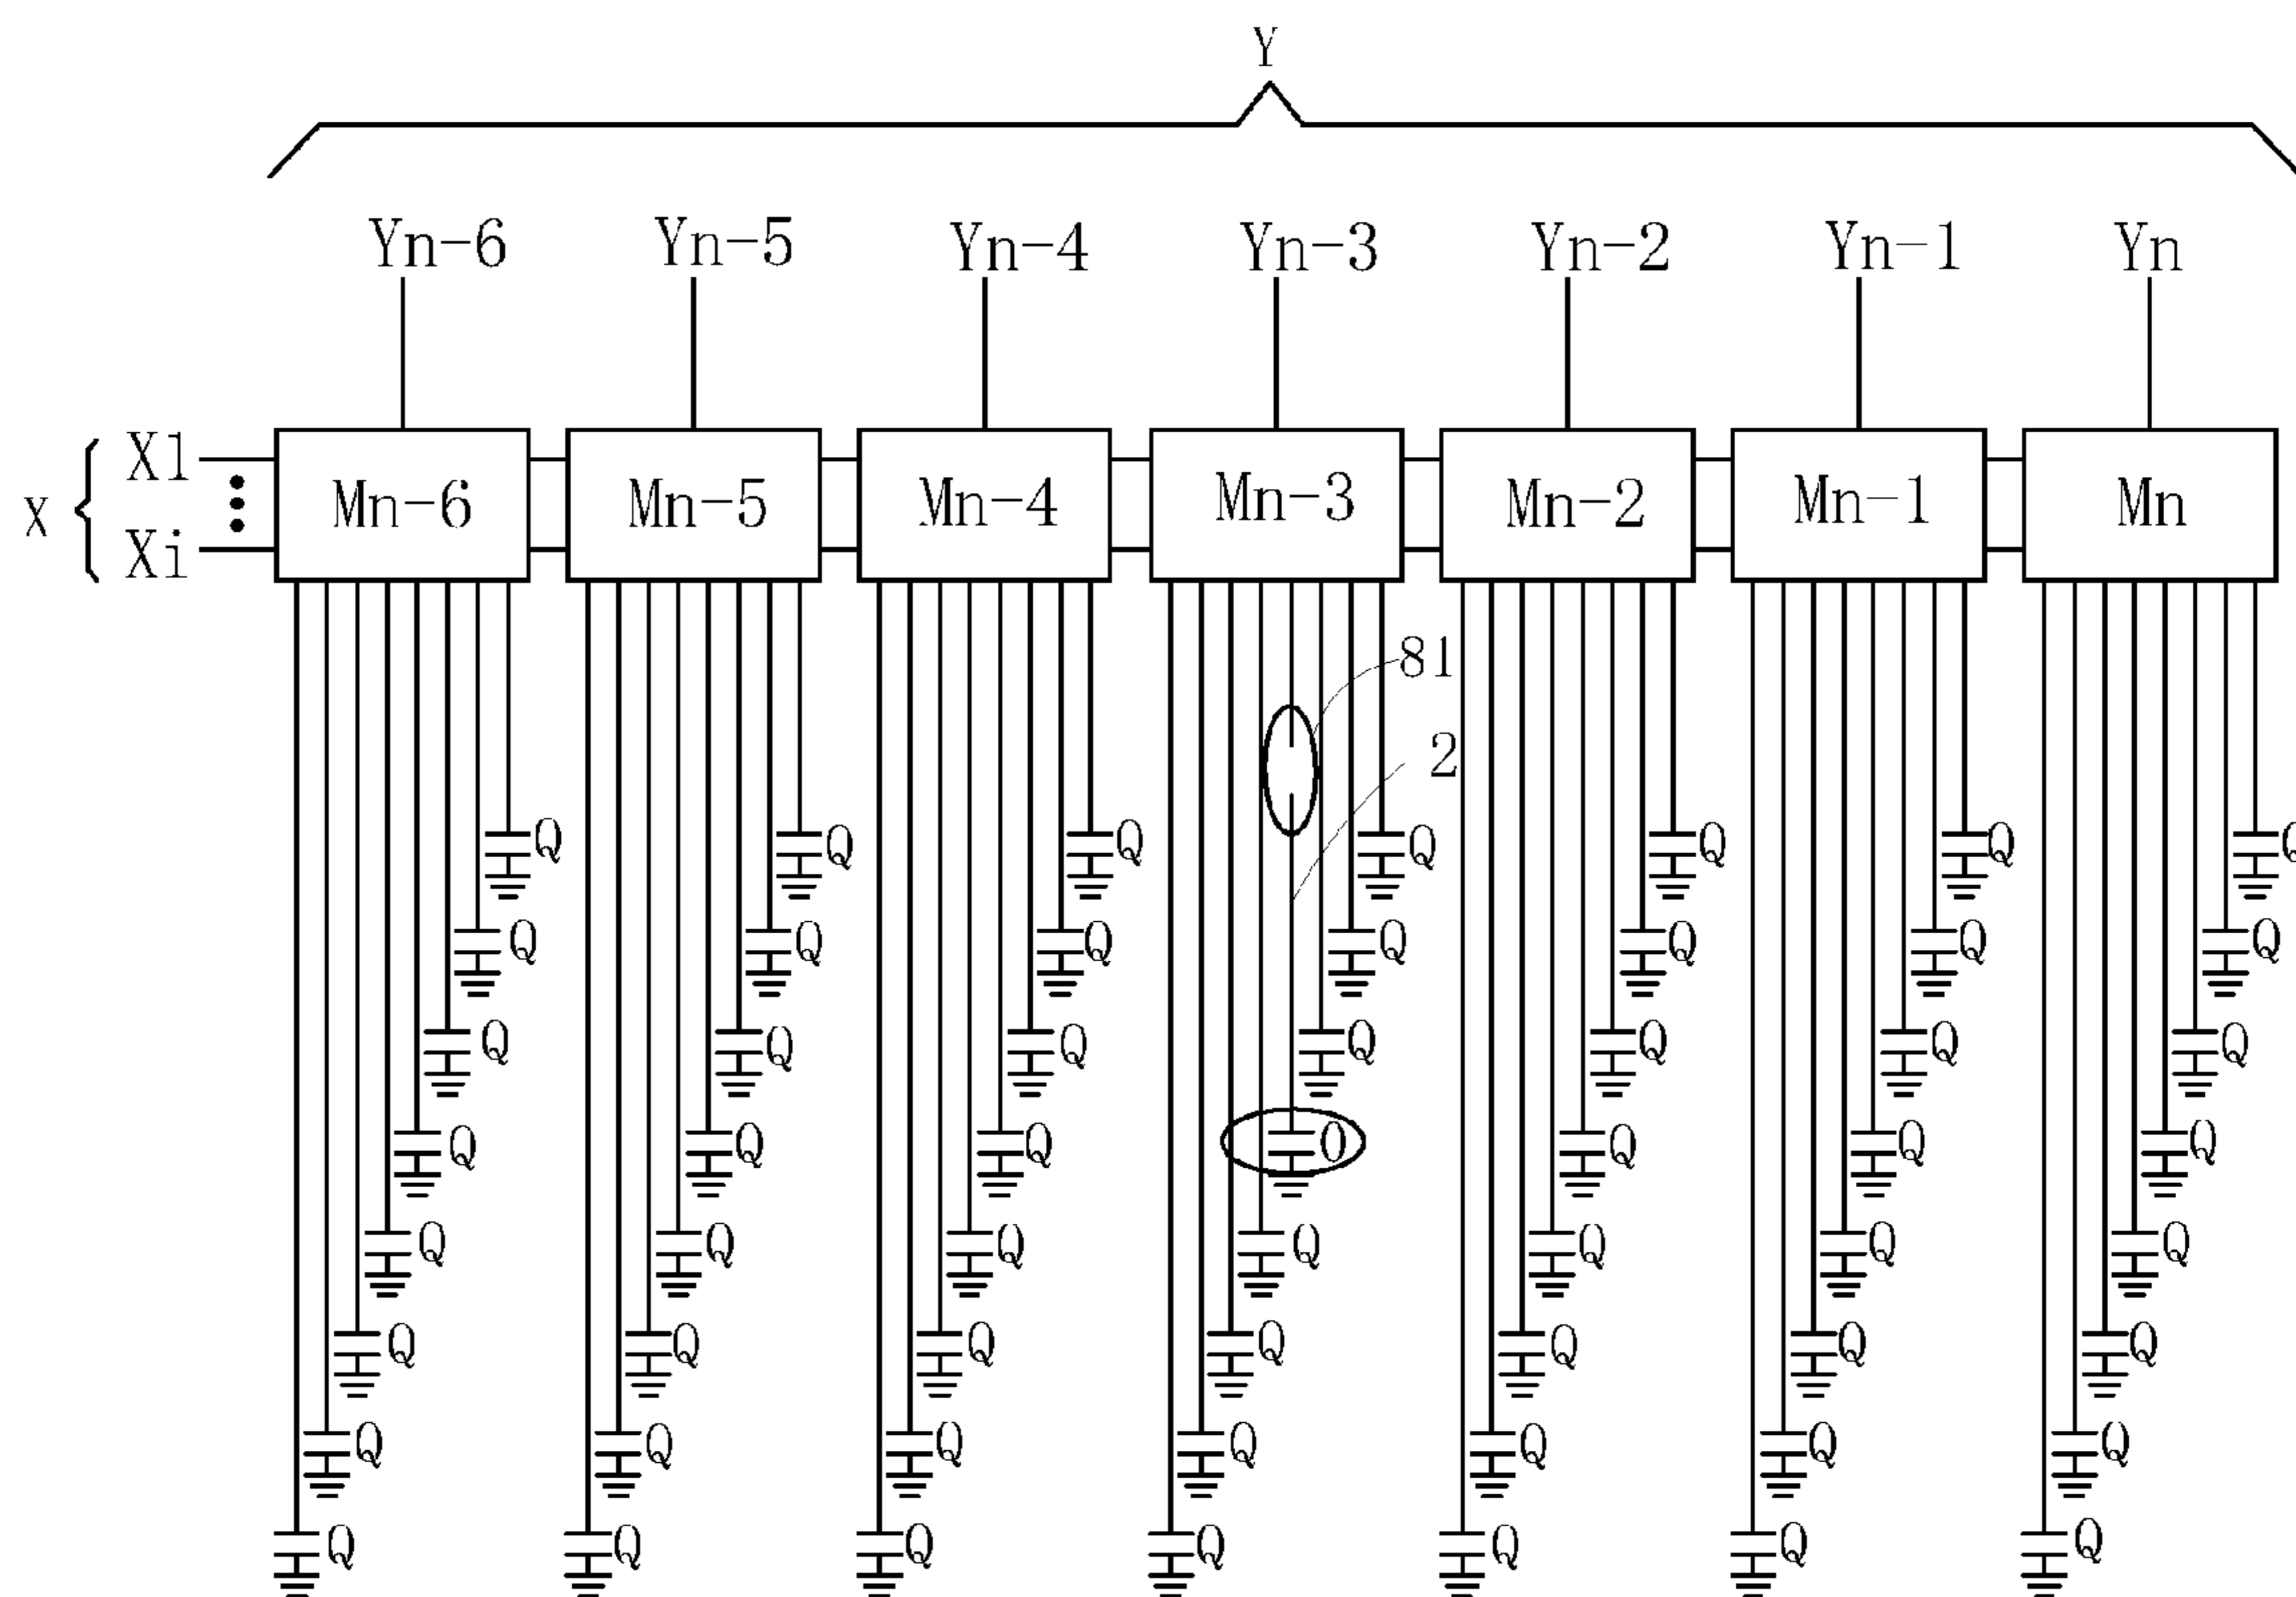 Y
Yn-6 Yn-5 Yn-4 Yn-3 Yn-2 Yn-1 Yn
X1
X
Xi
Mn-6 Mn-5 Mn-4 Mn-3 Mn-2 Mn-1 Mn
81
2
Q Q Q Q Q Q Q
Q Q Q Q Q Q Q
Q Q Q Q Q Q Q
Q Q Q 0 Q Q Q
Q Q Q Q Q Q Q
Q Q Q Q Q Q Q
Q Q Q Q Q Q Q
Q Q Q Q Q Q Q